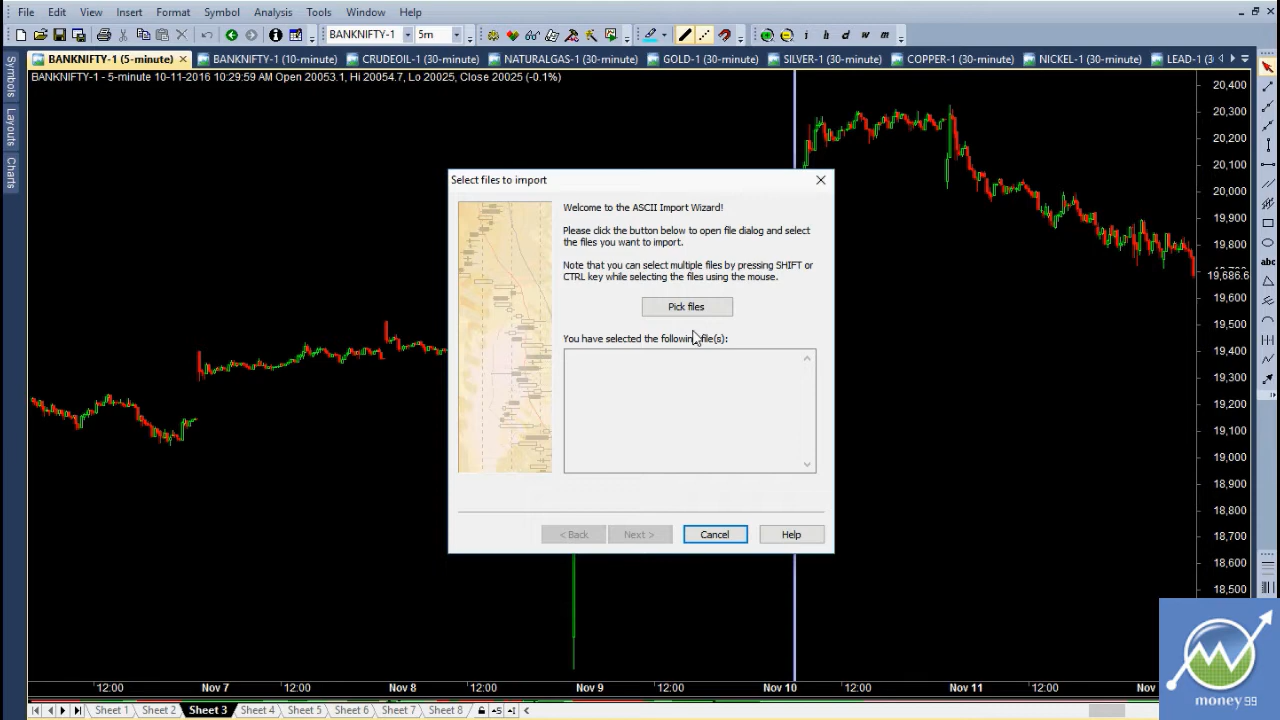 File Edit View Insert Format Symbol Analysis Tools Window Help
BANKNIFTY-1 5m i d w m
BANKNIFTY-1 (5-minute) BANKNIFTY-1 (10-minute) CRUDEOIL-1 (30-minute) NATURALGAS-1 (30-minute) GOLD-1 (30-minute) SILVER-1 (30-minute) COPPER-1 (30-minute) NICKEL-1 (30-minute) LEAD-1 (30
BANKNIFTY-1 - 5-minute 10-11-2016 10:29:59 AM Open 20053.1, Hi 20054.7, Lo 20025, Close 20025 (-0.1%)
Symbols
Layouts
Charts
20,400
20,300
20,200
20,100
20,000
19,900
19,800
19,686.6
19,600
19,500
19,400
19,300
19,200
19,100
19,000
18,900
18,800
18,700
18,600
18,500
abc
Select files to import
Welcome to the ASCII Import Wizard!
Please click the button below to open file dialog and select
the files you want to import.
Note that you can select multiple files by pressing SHIFT or
CTRL key while selecting the files using the mouse.
Pick files
You have selected the following file(s):
< Back Next > Cancel Help
12:00 Nov 7 12:00 Nov 8 12:00 Nov 9 12:00 Nov 10 12:00 Nov 11 12:00 Nov
Sheet 1 Sheet 2 Sheet 3 Sheet 4 Sheet 5 Sheet 6 Sheet 7 Sheet 8
money 99